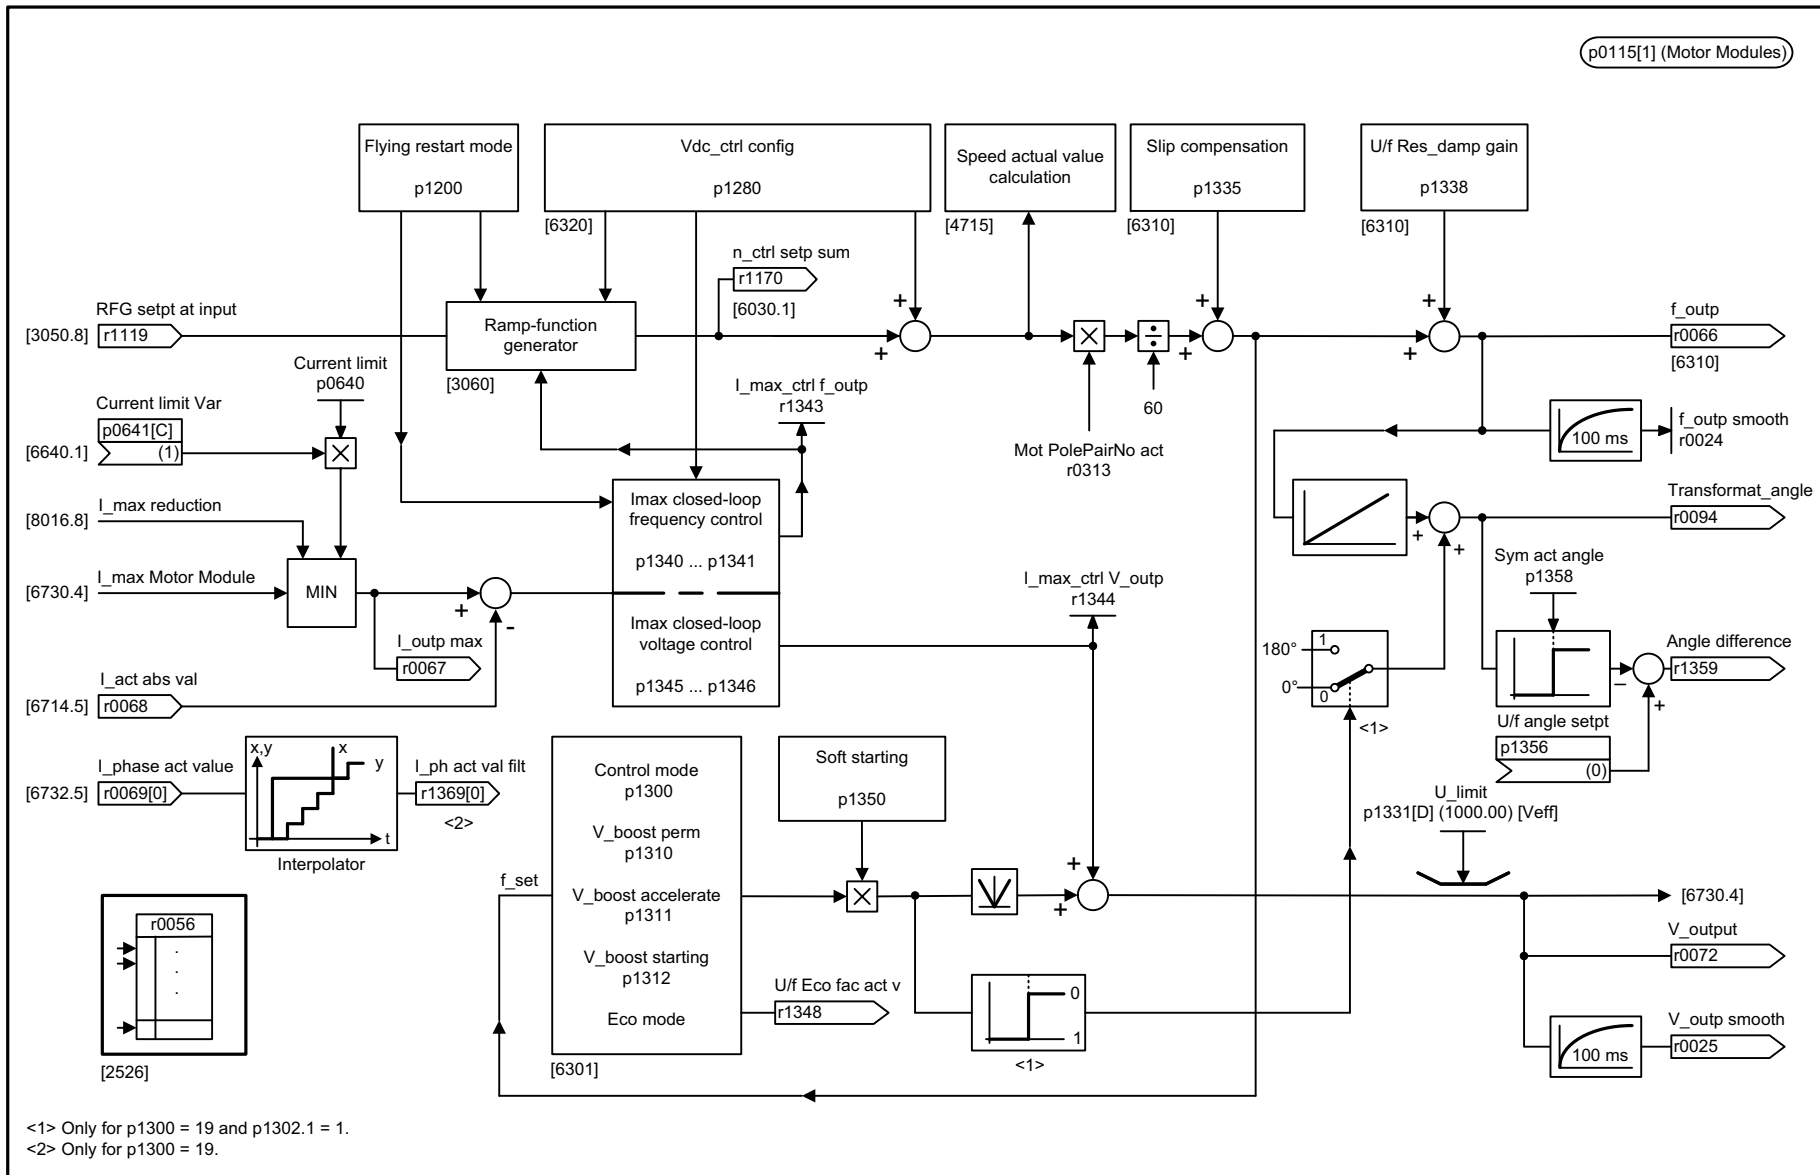 p0115[1] (Motor Modules)
Flying restart mode
p1200
Vdc_ctrl config
p1280
[6320]
Speed actual value
calculation
[4715]
Slip compensation
p1335
[6310]
U/f Res_damp gain
p1338
[6310]
n_ctrl setp sum
r1170
[6030.1]
RFG setpt at input
[3050.8]
r1119
Ramp-function
generator
[3060]
+
+
+
+
+
+
f_outp
r0066
[6310]
60
Mot PolePairNo act
r0313
Current limit
p0640
Current limit Var
p0641[C]
(1)
[6640.1]
I_max_ctrl f_outp
r1343
100 ms
f_outp smooth
r0024
I_max reduction
[8016.8]
Imax closed-loop
frequency control
p1340 ... p1341
Transformat_angle
r0094
+
+
I_max Motor Module
[6730.4]
MIN
+
-
Imax closed-loop
voltage control
p1345 ... p1346
I_max_ctrl V_outp
r1344
I_outp max
r0067
Sym act angle
p1358
180°
1
0°
0
<1>
Angle difference
r1359
–
+
I_act abs val
[6714.5]
r0068
U/f angle setpt
p1356
(0)
I_phase act value
[6732.5]
r0069[0]
x,y
x
y
t
Interpolator
I_ph act val filt
r1369[0]
<2>
Control mode
p1300
V_boost perm
p1310
V_boost accelerate
p1311
V_boost starting
p1312
Eco mode
[6301]
f_set
Soft starting
p1350
U_limit
p1331[D] (1000.00) [Veff]
+
+
[6730.4]
V_output
r0072
U/f Eco fac act v
r1348
0
1
<1>
100 ms
V_outp smooth
r0025
r0056
.
.
.
[2526]
<1> Only for p1300 = 19 and p1302.1 = 1.
<2> Only for p1300 = 19.